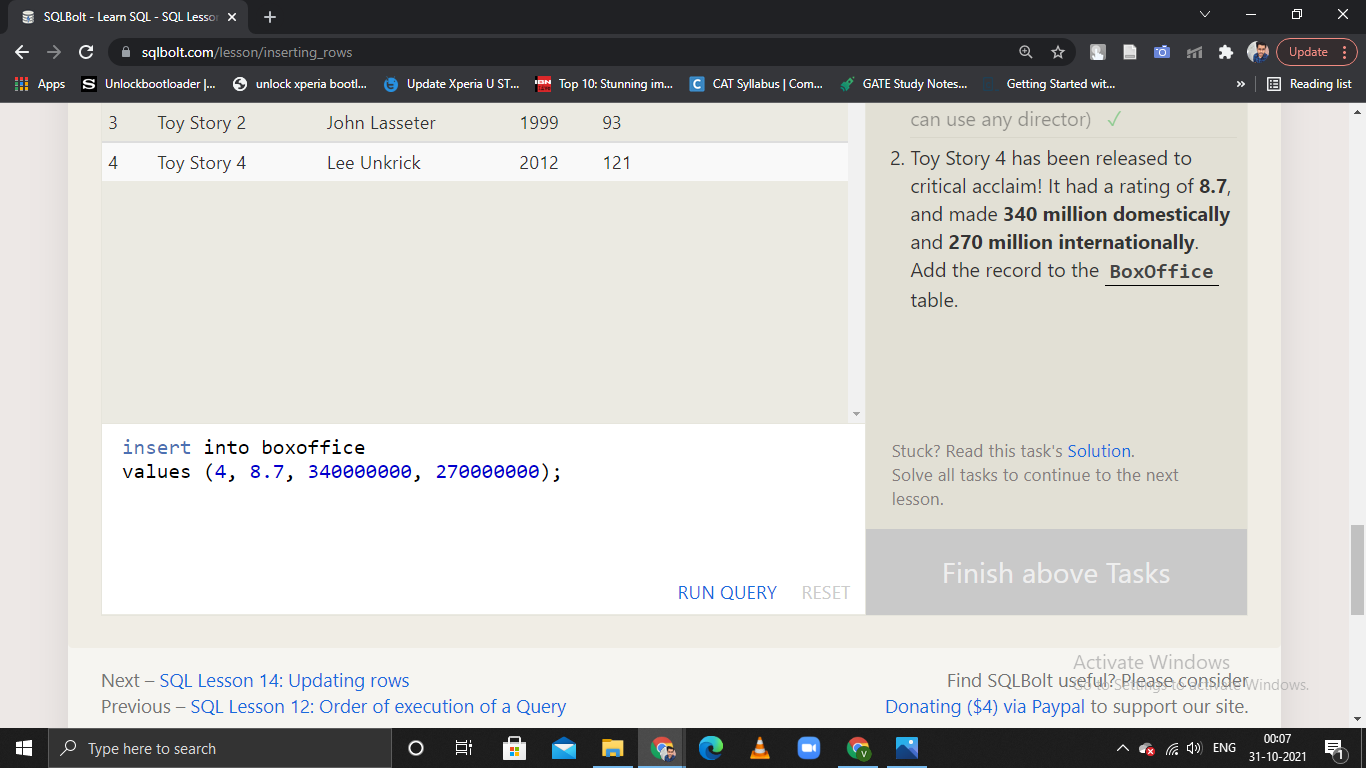 SQLBolt - Learn SQL - SQL Lesson
sqlbolt.com/lesson/inserting_rows
Update
Apps
Unlockbootloader |...
unlock xperia bootl...
Update Xperia U ST...
Top 10: Stunning im...
CAT Syllabus | Com...
GATE Study Notes...
Getting Started wit...
»
Reading list
3 Toy Story 2 John Lasseter 1999 93
4 Toy Story 4 Lee Unkrick 2012 121
can use any director) ✓
2. Toy Story 4 has been released to
critical acclaim! It had a rating of 8.7,
and made 340 million domestically
and 270 million internationally.
Add the record to the BoxOffice
table.
insert into boxoffice
values (4, 8.7, 340000000, 270000000);
RUN QUERY RESET
Stuck? Read this task's Solution.
Solve all tasks to continue to the next
lesson.
Finish above Tasks
Next – SQL Lesson 14: Updating rows
Previous – SQL Lesson 12: Order of execution of a Query
Find SQLBolt useful? Please consider
Donating ($4) via Paypal to support our site.
Activate Windows
Go to Settings to activate Windows.
Type here to search
ENG
00:07
31-10-2021
1